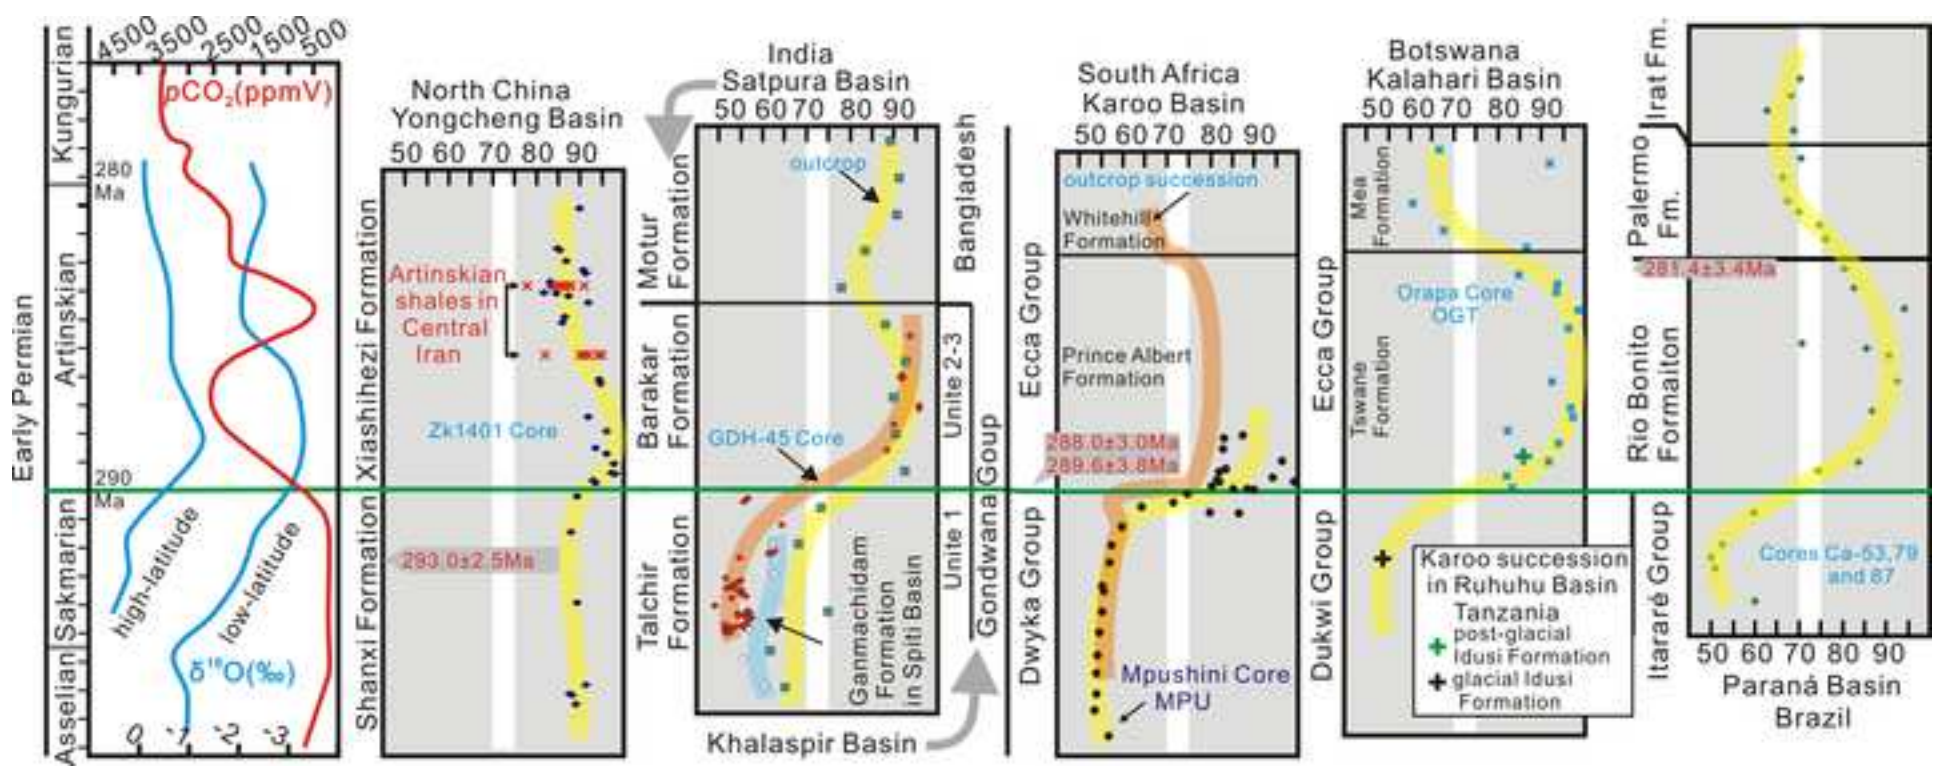 Early Permian
Kungurian
Artinskian
Sakmarian
Asselian
280
Ma
290
Ma
4500 3500 2500 1500 500
pCO₂(ppmV)
high-latitude
low-latitude
δ¹⁸O(‰)
0 -1 -2 -3
North China
Yongcheng Basin
50 60 70 80 90
Xiashihezi Formation
Shanxi Formation
Artinskian
shales in
Central
Iran
Zk1401 Core
293.0±2.5Ma
India
Satpura Basin
50 60 70 80 90
Motur
Formation
Barakar
Formation
Talchir
Formation
outcrop
GDH-45 Core
Ganmachidam
Formation
in Spiti Basin
Bangladesh
Unite 2-3
Unite 1
Gondwana Goup
Khalaspir Basin
South Africa
Karoo Basin
50 60 70 80 90
Ecca Group
Dwyka Group
outcrop succession
Whitehill
Formation
Prince Albert
Formation
288.0±3.0Ma
289.6±3.8Ma
Mpushini Core
MPU
Botswana
Kalahari Basin
50 60 70 80 90
Ecca Group
Dukwi Group
Mea
Formation
Tswane
Formation
Orapa Core
OGT
Karoo succession
in Ruhuhu Basin
Tanzania
post-glacial
Idusi Formation
glacial Idusi
Formation
Irat Fm.
Palermo
Fm.
Rio Bonito
Formaiton
Itararé Group
281.4±3.4Ma
Cores Ca-53,79
and 87
50 60 70 80 90
Paraná Basin
Brazil